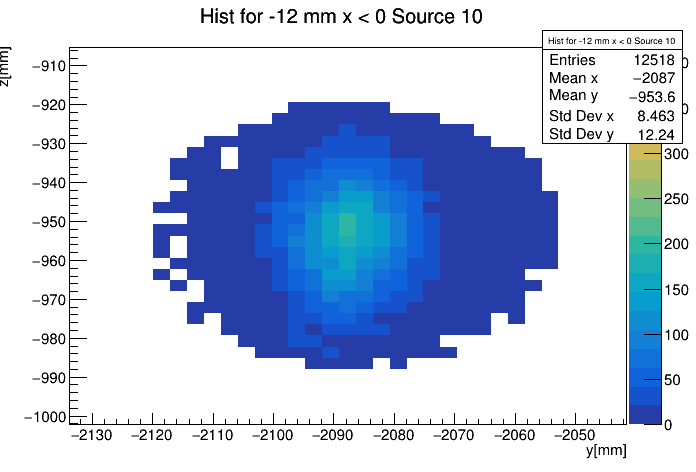 Hist for -12 mm x < 0 Source 10
Hist for -12 mm x < 0 Source 10
Entries 12518
Mean x −2087
Mean y −953.6
Std Dev x 8.463
Std Dev y 12.24
z[mm]
−910
−920
−930
−940
−950
−960
−970
−980
−990
−1000
300
250
200
150
100
50
0
−2130 −2120 −2110 −2100 −2090 −2080 −2070 −2060 −2050
y[mm]